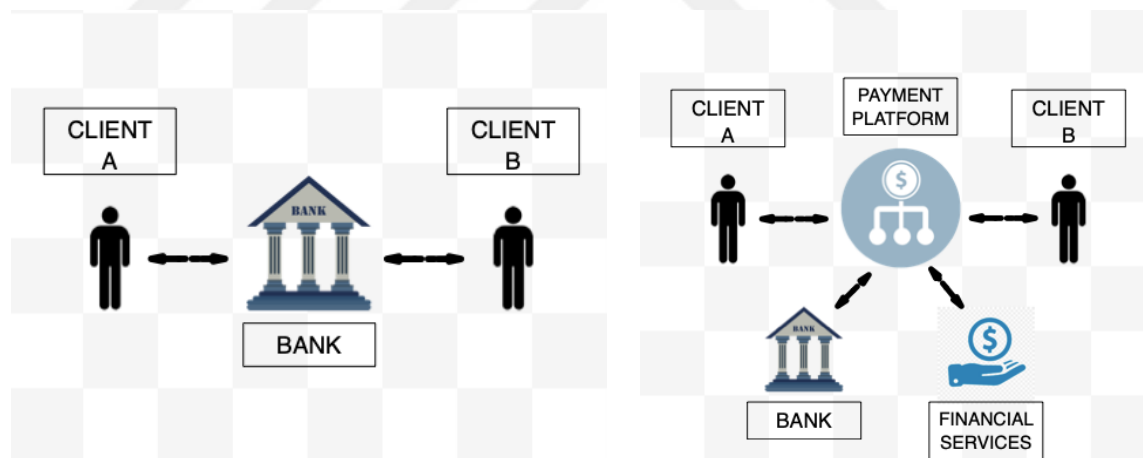 CLIENT
A
CLIENT
B
BANK
BANK
CLIENT
A
PAYMENT
PLATFORM
CLIENT
B
$
BANK
BANK
$
FINANCIAL
SERVICES